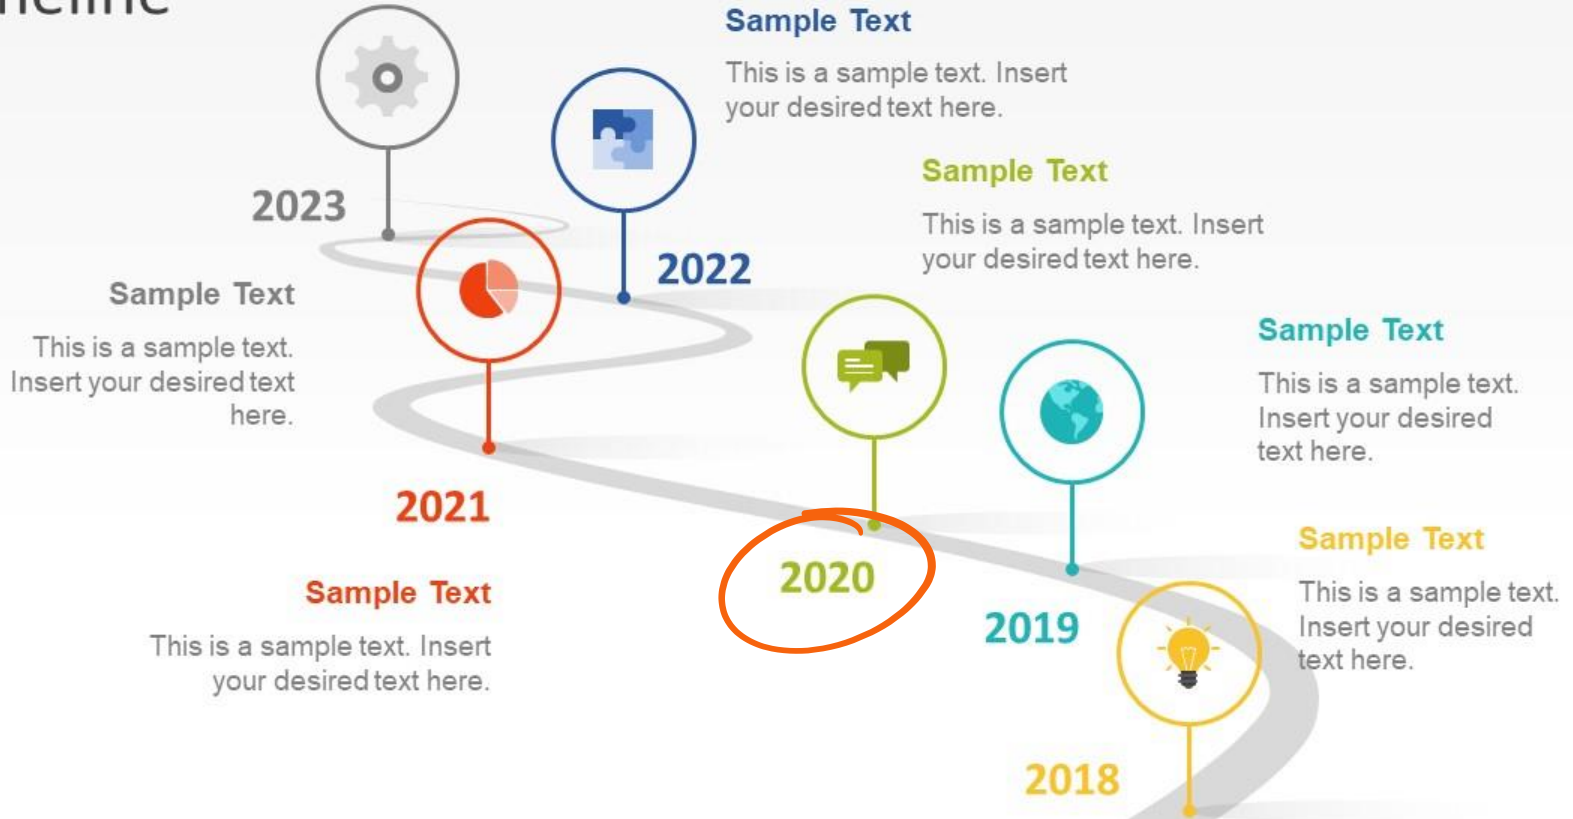 2023
Sample Text
This is a sample text.
Insert your desired text
here.
2022
Sample Text
This is a sample text. Insert
your desired text here.
2021
Sample Text
This is a sample text. Insert
your desired text here.
2020
Sample Text
This is a sample text. Insert
your desired text here.
2019
Sample Text
This is a sample text.
Insert your desired
text here.
2018
Sample Text
This is a sample text.
Insert your desired
text here.